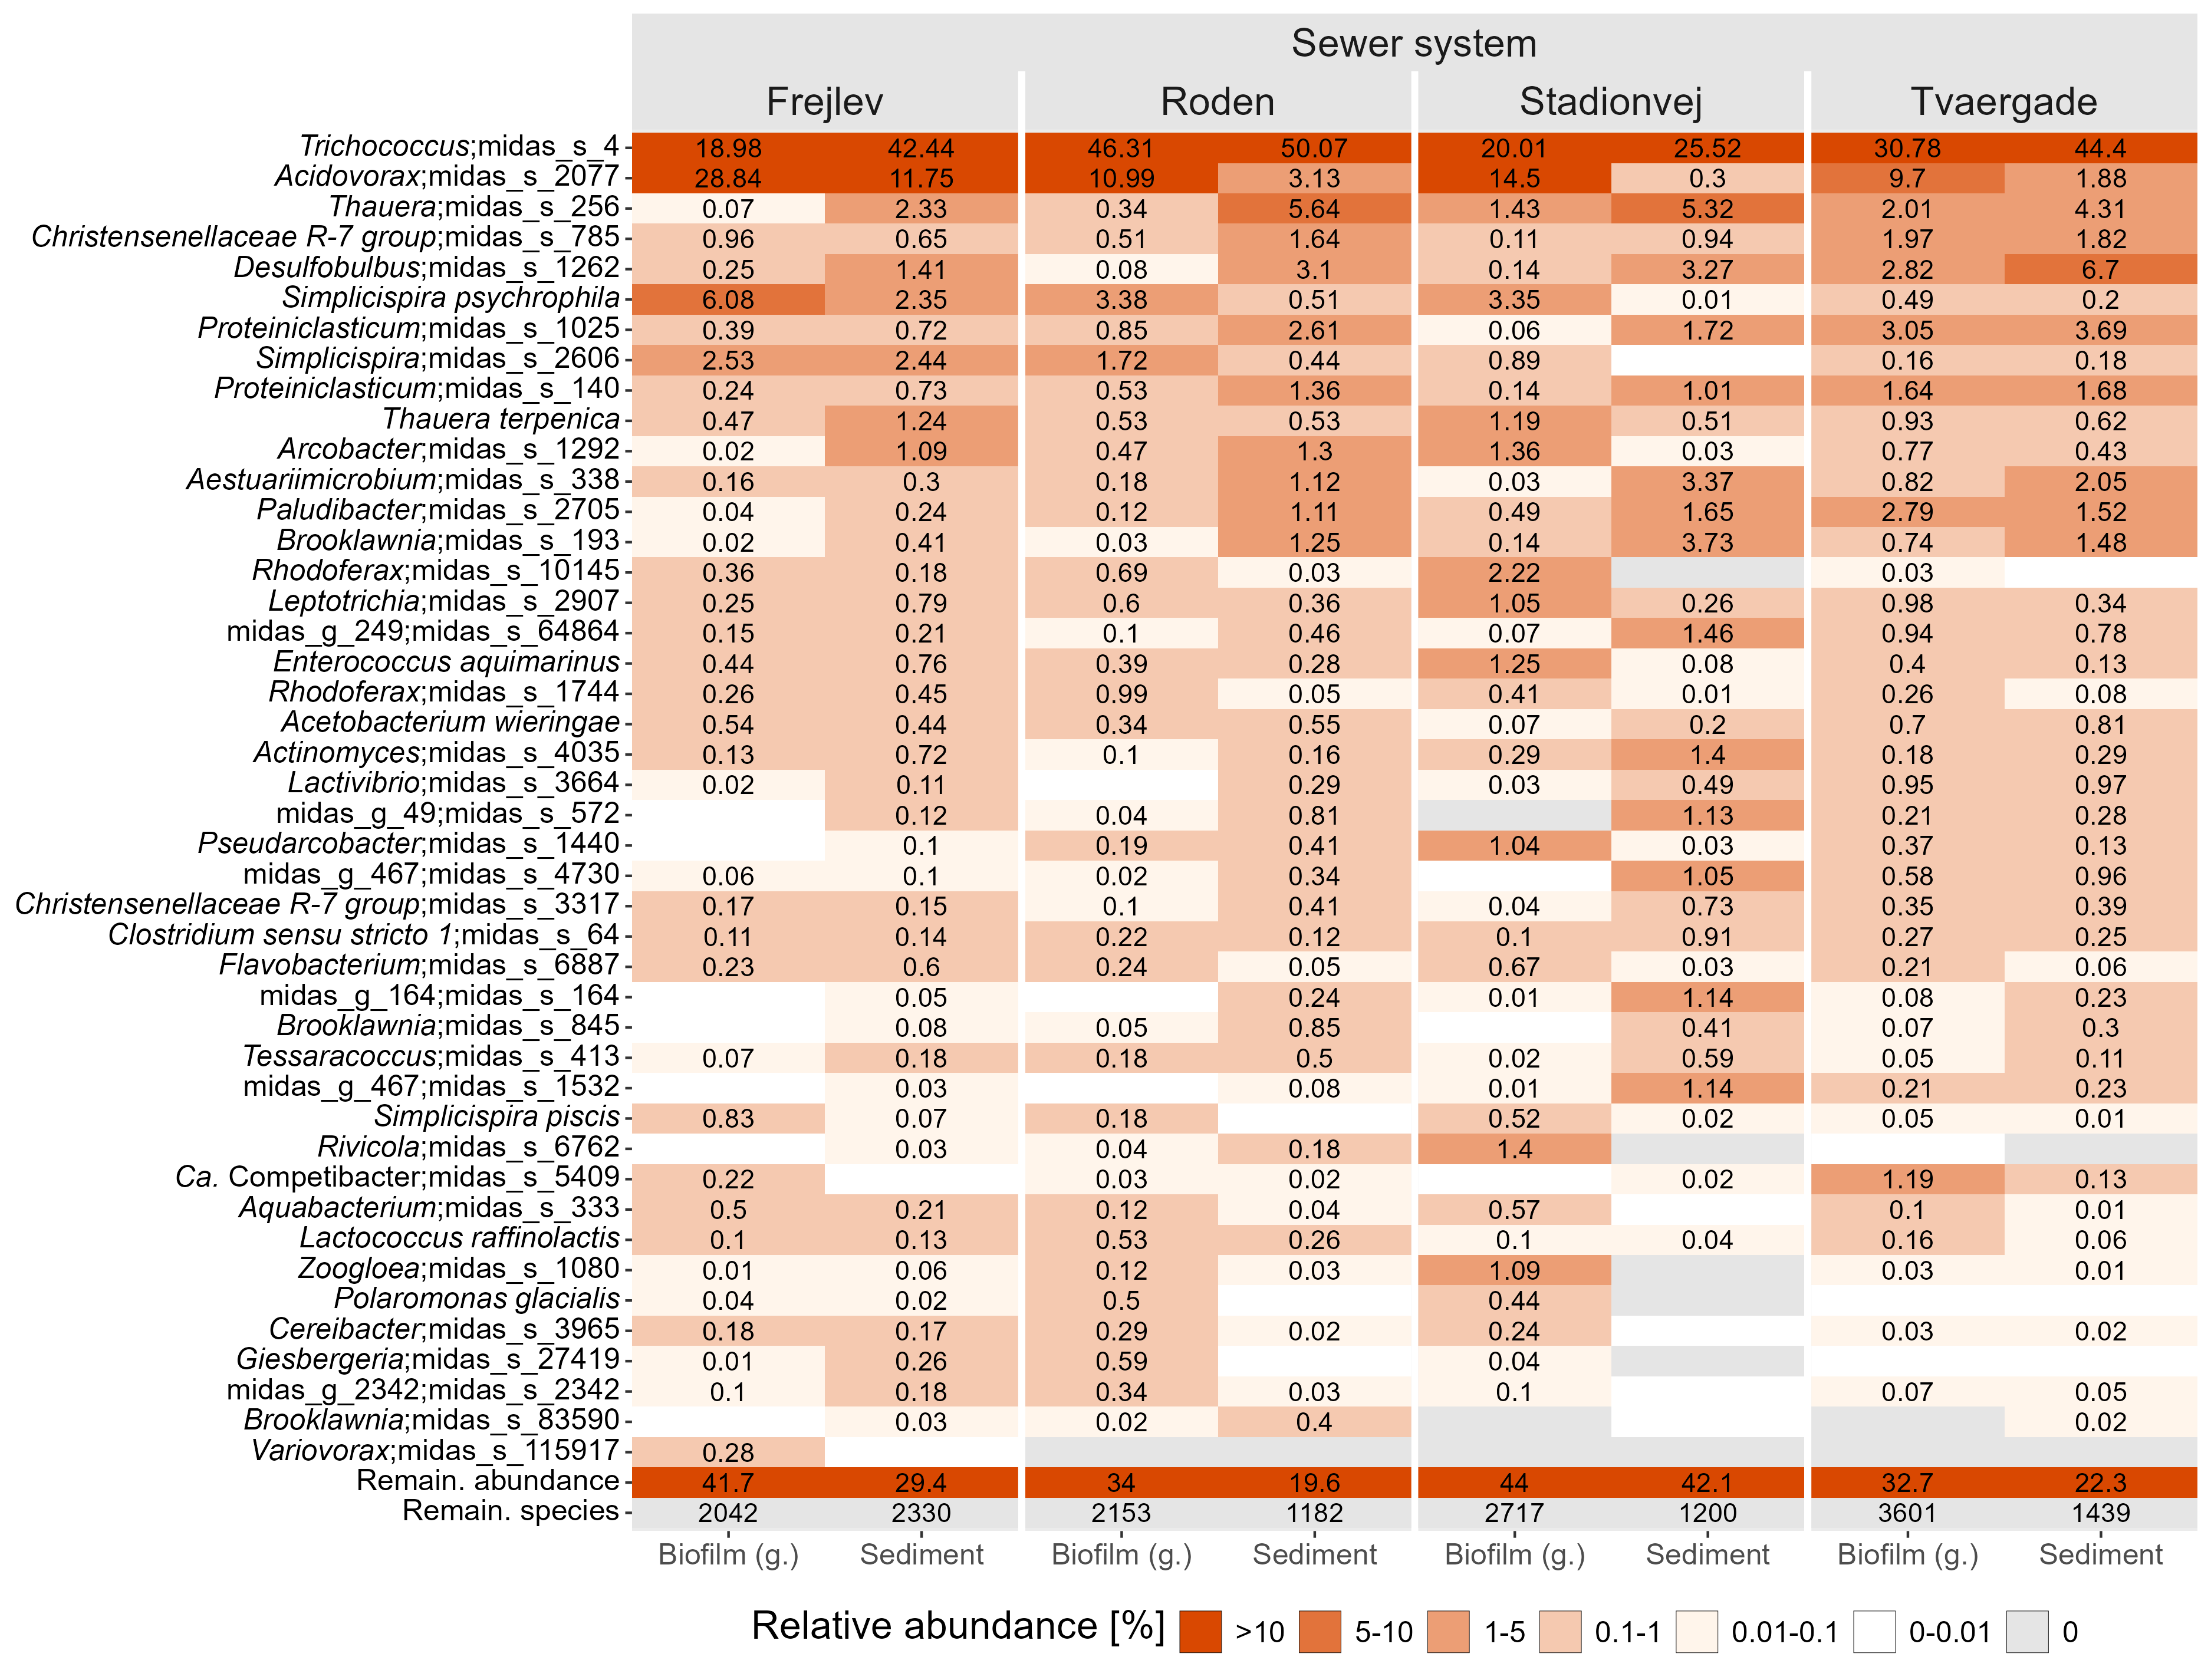 Sewer system
Frejlev Roden Stadionvej Tvaergade
Trichococcus;midas_s_4 18.98 42.44 46.31 50.07 20.01 25.52 30.78 44.4
Acidovorax;midas_s_2077 28.84 11.75 10.99 3.13 14.5 0.3 9.7 1.88
Thauera;midas_s_256 0.07 2.33 0.34 5.64 1.43 5.32 2.01 4.31
Christensenellaceae R-7 group;midas_s_785 0.96 0.65 0.51 1.64 0.11 0.94 1.97 1.82
Desulfobulbus;midas_s_1262 0.25 1.41 0.08 3.1 0.14 3.27 2.82 6.7
Simplicispira psychrophila 6.08 2.35 3.38 0.51 3.35 0.01 0.49 0.2
Proteiniclasticum;midas_s_1025 0.39 0.72 0.85 2.61 0.06 1.72 3.05 3.69
Simplicispira;midas_s_2606 2.53 2.44 1.72 0.44 0.89 0.16 0.18
Proteiniclasticum;midas_s_140 0.24 0.73 0.53 1.36 0.14 1.01 1.64 1.68
Thauera terpenica 0.47 1.24 0.53 0.53 1.19 0.51 0.93 0.62
Arcobacter;midas_s_1292 0.02 1.09 0.47 1.3 1.36 0.03 0.77 0.43
Aestuariimicrobium;midas_s_338 0.16 0.3 0.18 1.12 0.03 3.37 0.82 2.05
Paludibacter;midas_s_2705 0.04 0.24 0.12 1.11 0.49 1.65 2.79 1.52
Brooklawnia;midas_s_193 0.02 0.41 0.03 1.25 0.14 3.73 0.74 1.48
Rhodoferax;midas_s_10145 0.36 0.18 0.69 0.03 2.22 0.03
Leptotrichia;midas_s_2907 0.25 0.79 0.6 0.36 1.05 0.26 0.98 0.34
midas_g_249;midas_s_64864 0.15 0.21 0.1 0.46 0.07 1.46 0.94 0.78
Enterococcus aquimarinus 0.44 0.76 0.39 0.28 1.25 0.08 0.4 0.13
Rhodoferax;midas_s_1744 0.26 0.45 0.99 0.05 0.41 0.01 0.26 0.08
Acetobacterium wieringae 0.54 0.44 0.34 0.55 0.07 0.2 0.7 0.81
Actinomyces;midas_s_4035 0.13 0.72 0.1 0.16 0.29 1.4 0.18 0.29
Lactivibrio;midas_s_3664 0.02 0.11 0.29 0.03 0.49 0.95 0.97
midas_g_49;midas_s_572 0.12 0.04 0.81 1.13 0.21 0.28
Pseudarcobacter;midas_s_1440 0.1 0.19 0.41 1.04 0.03 0.37 0.13
midas_g_467;midas_s_4730 0.06 0.1 0.02 0.34 1.05 0.58 0.96
Christensenellaceae R-7 group;midas_s_3317 0.17 0.15 0.1 0.41 0.04 0.73 0.35 0.39
Clostridium sensu stricto 1;midas_s_64 0.11 0.14 0.22 0.12 0.1 0.91 0.27 0.25
Flavobacterium;midas_s_6887 0.23 0.6 0.24 0.05 0.67 0.03 0.21 0.06
midas_g_164;midas_s_164 0.05 0.24 0.01 1.14 0.08 0.23
Brooklawnia;midas_s_845 0.08 0.05 0.85 0.41 0.07 0.3
Tessaracoccus;midas_s_413 0.07 0.18 0.18 0.5 0.02 0.59 0.05 0.11
midas_g_467;midas_s_1532 0.03 0.08 0.01 1.14 0.21 0.23
Simplicispira piscis 0.83 0.07 0.18 0.52 0.02 0.05 0.01
Rivicola;midas_s_6762 0.03 0.04 0.18 1.4
Ca. Competibacter;midas_s_5409 0.22 0.03 0.02 0.02 1.19 0.13
Aquabacterium;midas_s_333 0.5 0.21 0.12 0.04 0.57 0.1 0.01
Lactococcus raffinolactis 0.1 0.13 0.53 0.26 0.1 0.04 0.16 0.06
Zoogloea;midas_s_1080 0.01 0.06 0.12 0.03 1.09 0.03 0.01
Polaromonas glacialis 0.04 0.02 0.5 0.44
Cereibacter;midas_s_3965 0.18 0.17 0.29 0.02 0.24 0.03 0.02
Giesbergeria;midas_s_27419 0.01 0.26 0.59 0.04
midas_g_2342;midas_s_2342 0.1 0.18 0.34 0.03 0.1 0.07 0.05
Brooklawnia;midas_s_83590 0.03 0.02 0.4 0.02
Variovorax;midas_s_115917 0.28
Remain. abundance 41.7 29.4 34 19.6 44 42.1 32.7 22.3
Remain. species 2042 2330 2153 1182 2717 1200 3601 1439
Biofilm (g.) Sediment Biofilm (g.) Sediment Biofilm (g.) Sediment Biofilm (g.) Sediment
Relative abundance [%] >10 5-10 1-5 0.1-1 0.01-0.1 0-0.01 0